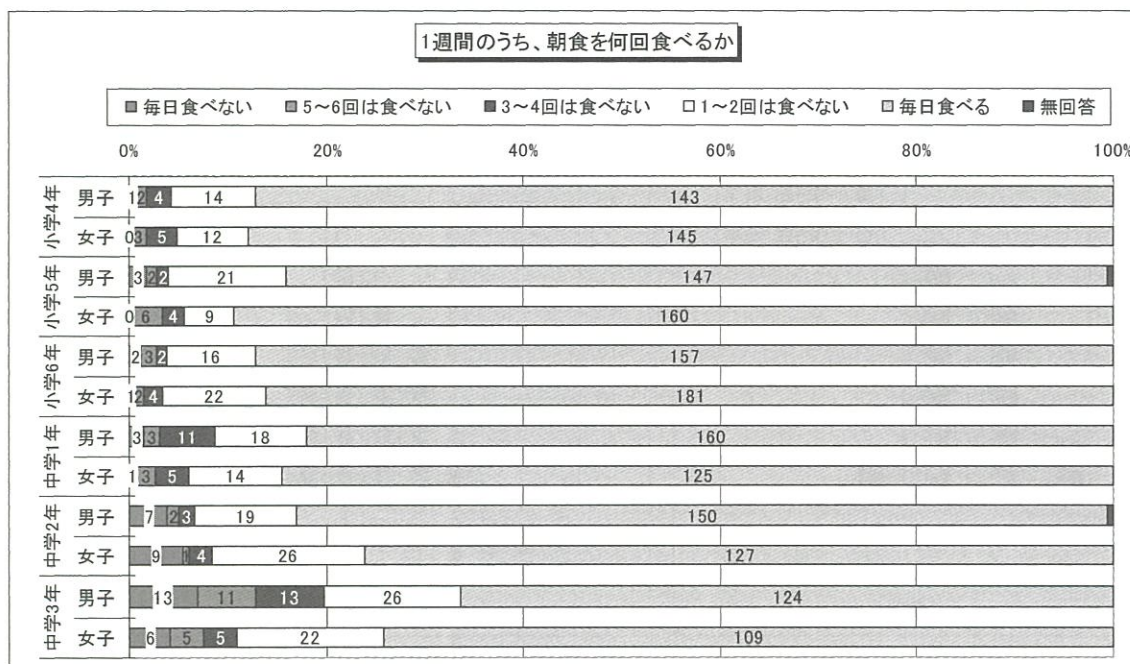 1週間のうち、朝食を何回食べるか
毎日食べない 5～6回は食べない 3～4回は食べない 1～2回は食べない 毎日食べる 無回答
0% 20% 40% 60% 80% 100%
小学4年
男子 1 2 4 14 143
女子 0 3 5 12 145
小学5年
男子 3 2 2 21 147
女子 0 6 4 9 160
小学6年
男子 2 3 2 16 157
女子 1 2 4 22 181
中学1年
男子 3 3 11 18 160
女子 1 3 5 14 125
中学2年
男子 7 2 3 19 150
女子 9 1 4 26 127
中学3年
男子 13 11 13 26 124
女子 6 5 5 22 109